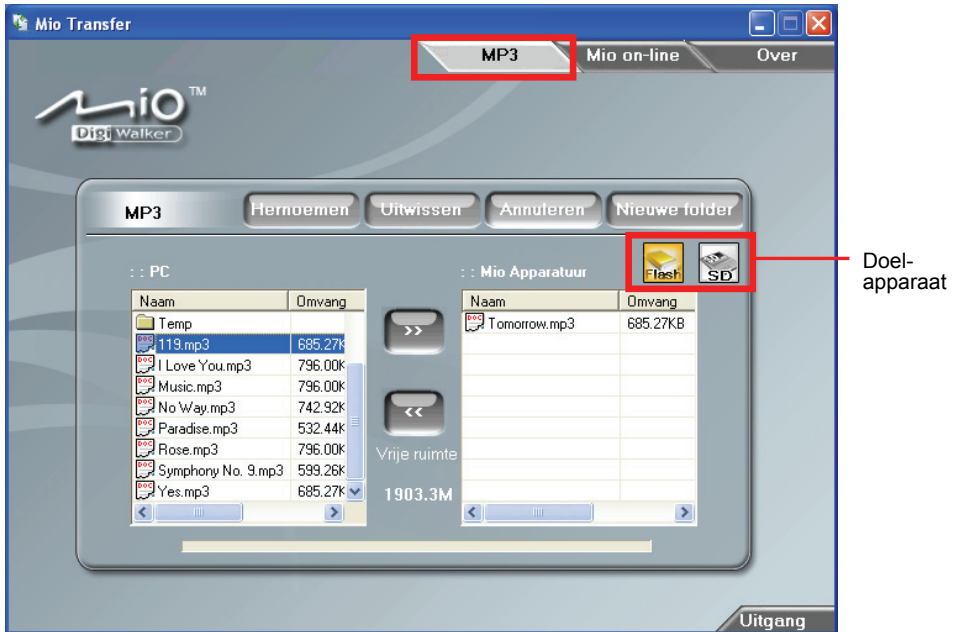 Mio Transfer
MP3 Mio on-line Over
Mio TM
DigiWalker
MP3 Hernoemen Uitwissen Annuleren Nieuwe folder
: : PC
: : Mio Apparatuur
Flash SD
Doel-
apparaat
Naam Omvang
Temp
119.mp3 685.27K
I Love You.mp3 796.00K
Music.mp3 796.00K
No Way.mp3 742.92K
Paradise.mp3 532.44K
Rose.mp3 796.00K
Symphony No. 9.mp3 599.26K
Yes.mp3 685.27K
>>
<<
Vrije ruimte
1903.3M
Naam Omvang
Tomorrow.mp3 685.27KB
Uitgang